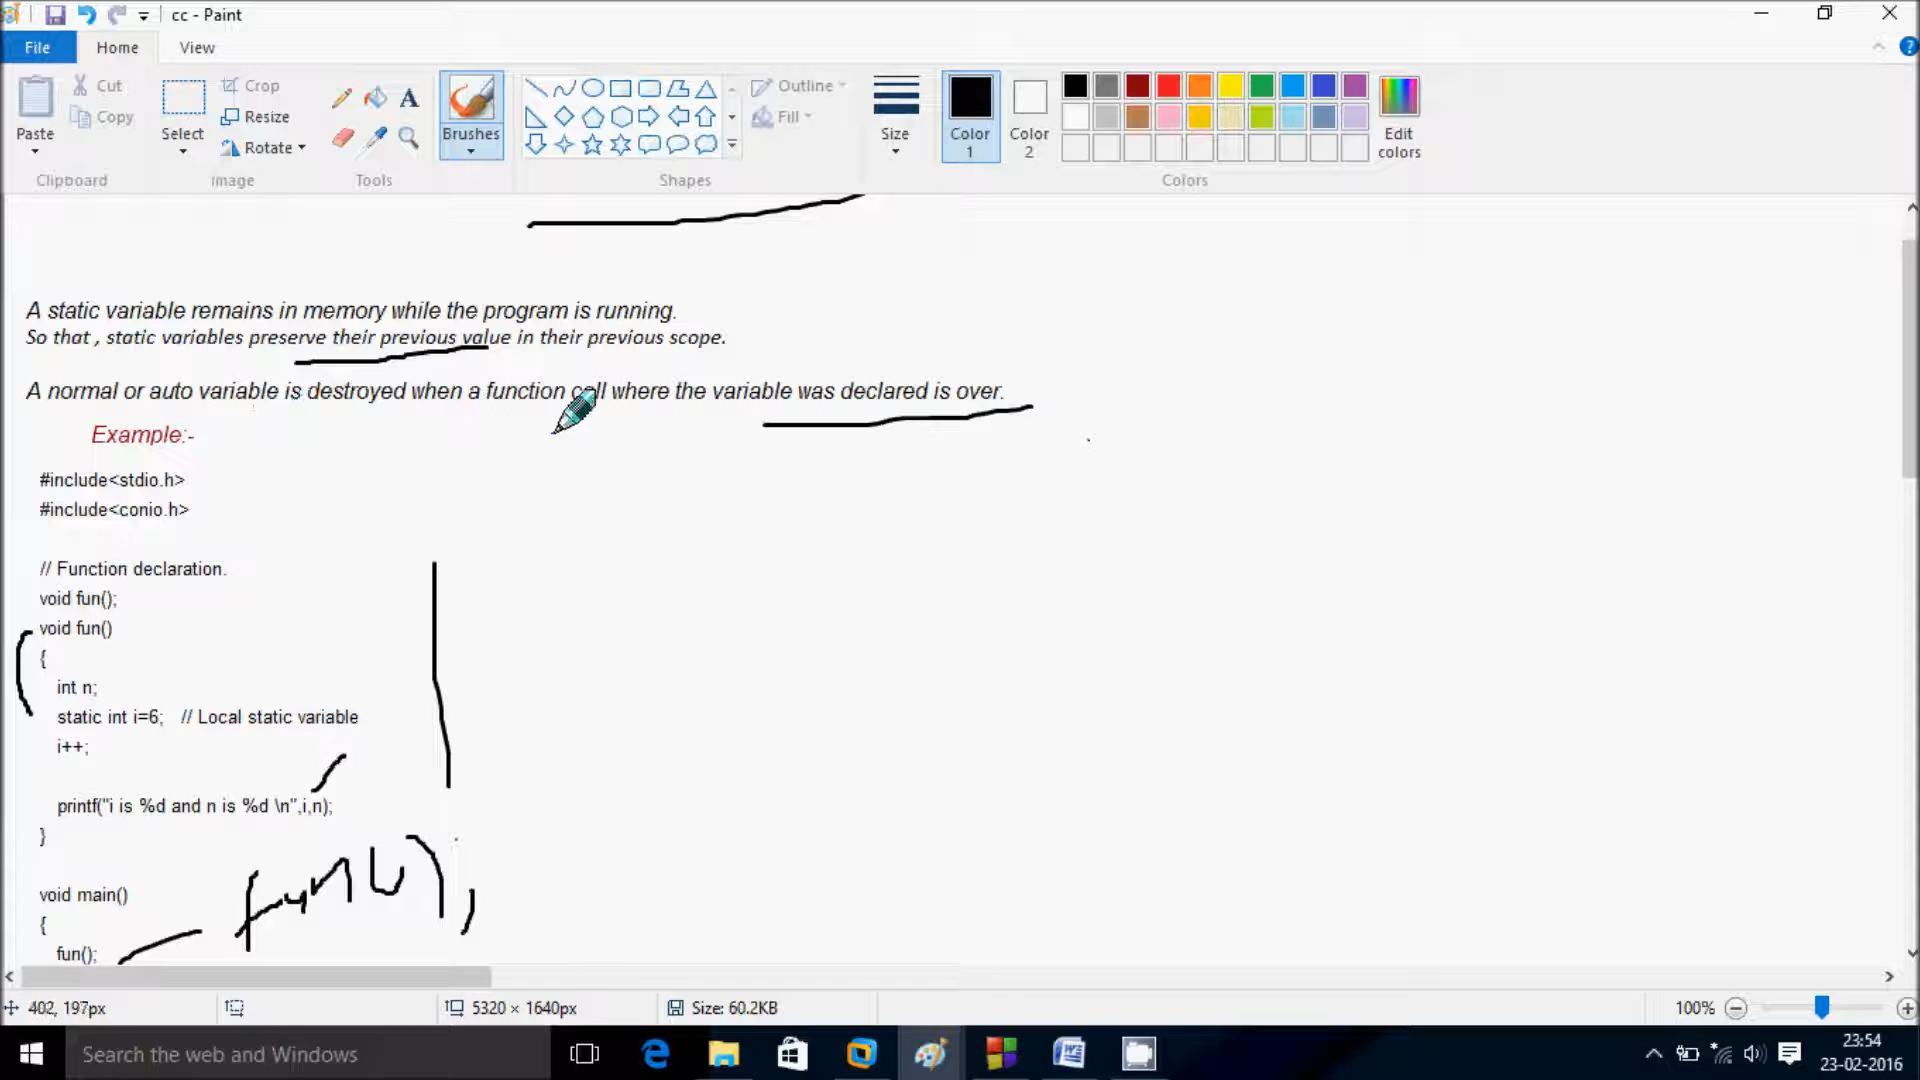 cc - Paint
File Home View
Paste
Cut
Copy
Clipboard
Select
Crop
Resize
Rotate
Image
Tools
Brushes
Shapes
Outline
Fill
Size
Color 1
Color 2
Edit colors
Colors
A static variable remains in memory while the program is running.
So that , static variables preserve their previous value in their previous scope.
A normal or auto variable is destroyed when a function call where the variable was declared is over.
Example:-
#include<stdio.h>
#include<conio.h>
// Function declaration.
void fun();
void fun()
{
int n;
static int i=6; // Local static variable
i++;
printf("i is %d and n is %d \n",i,n);
}
fun();
void main()
{
fun();
402, 197px
5320 × 1640px
Size: 60.2KB
100%
Search the web and Windows
23:54
23-02-2016